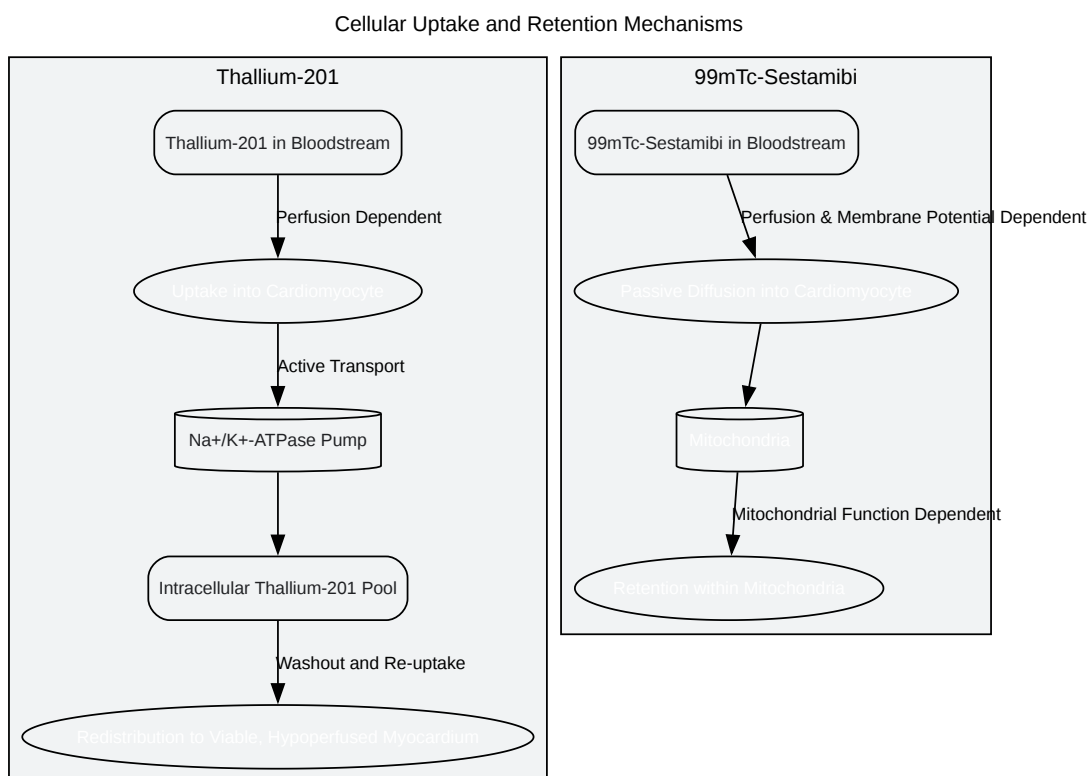 Cellular Uptake and Retention Mechanisms
Thallium-201
Thallium-201 in Bloodstream
Perfusion Dependent
Uptake into Cardiomyocyte
Active Transport
Na+/K+-ATPase Pump
Intracellular Thallium-201 Pool
Washout and Re-uptake
Redistribution to Viable, Hypoperfused Myocardium
99mTc-Sestamibi
99mTc-Sestamibi in Bloodstream
Perfusion & Membrane Potential Dependent
Passive Diffusion into Cardiomyocyte
Mitochondria
Mitochondrial Function Dependent
Retention within Mitochondria